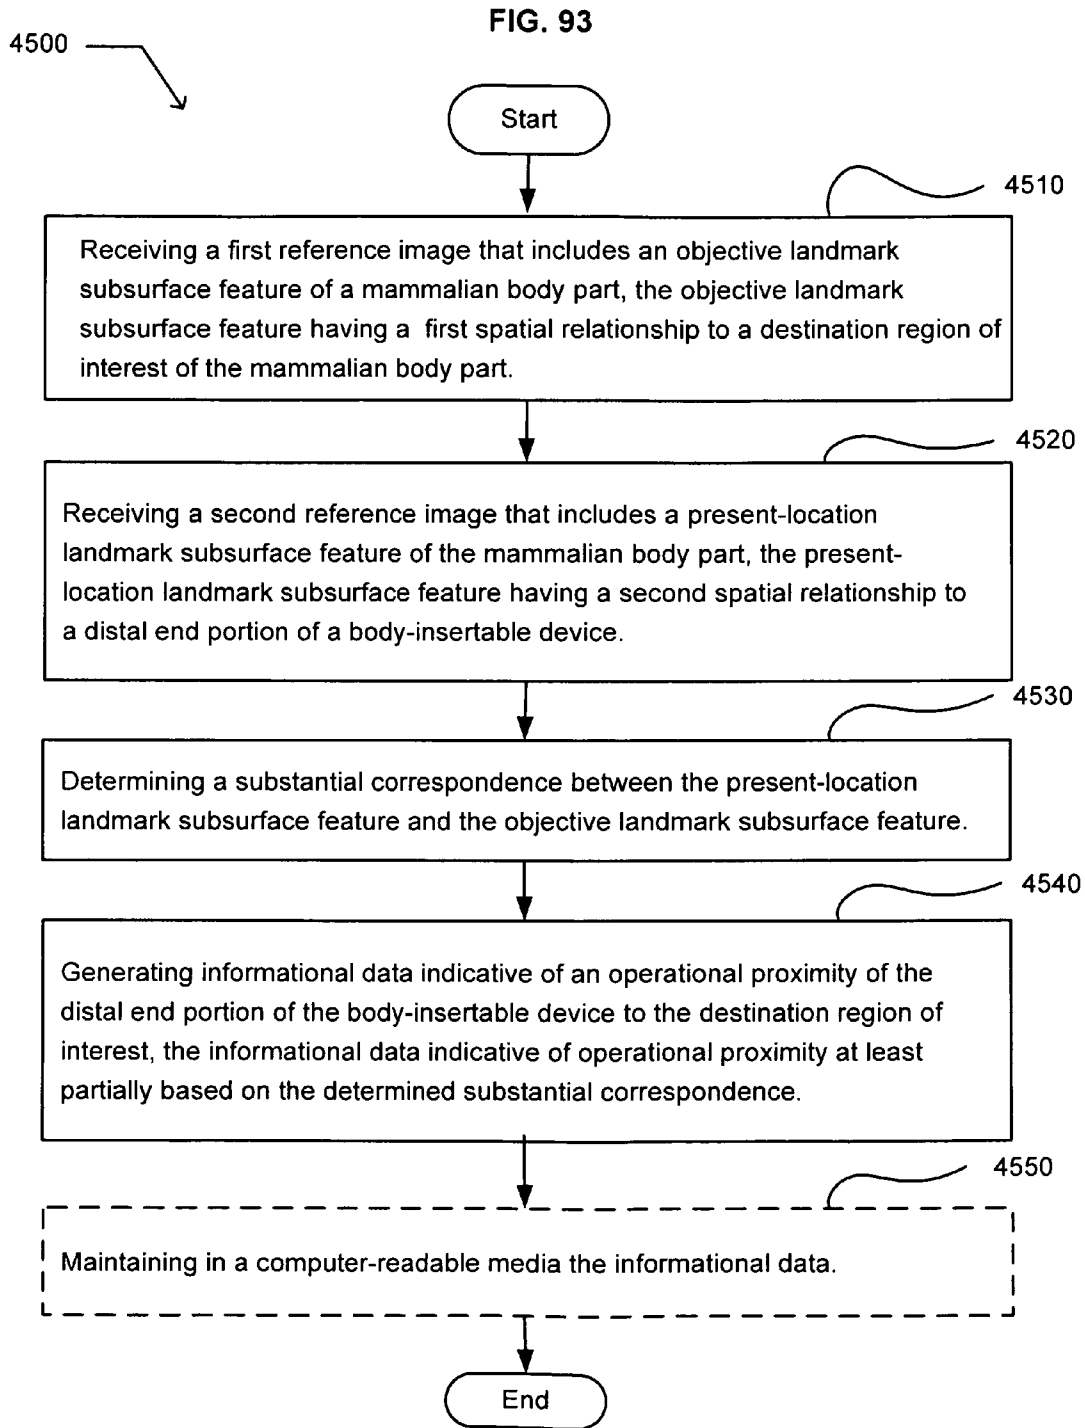 FIG. 93
4500
Start
4510
Receiving a first reference image that includes an objective landmark
subsurface feature of a mammalian body part, the objective landmark
subsurface feature having a first spatial relationship to a destination region of
interest of the mammalian body part.
4520
Receiving a second reference image that includes a present-location
landmark subsurface feature of the mammalian body part, the present-
location landmark subsurface feature having a second spatial relationship to
a distal end portion of a body-insertable device.
4530
Determining a substantial correspondence between the present-location
landmark subsurface feature and the objective landmark subsurface feature.
4540
Generating informational data indicative of an operational proximity of the
distal end portion of the body-insertable device to the destination region of
interest, the informational data indicative of operational proximity at least
partially based on the determined substantial correspondence.
4550
Maintaining in a computer-readable media the informational data.
End